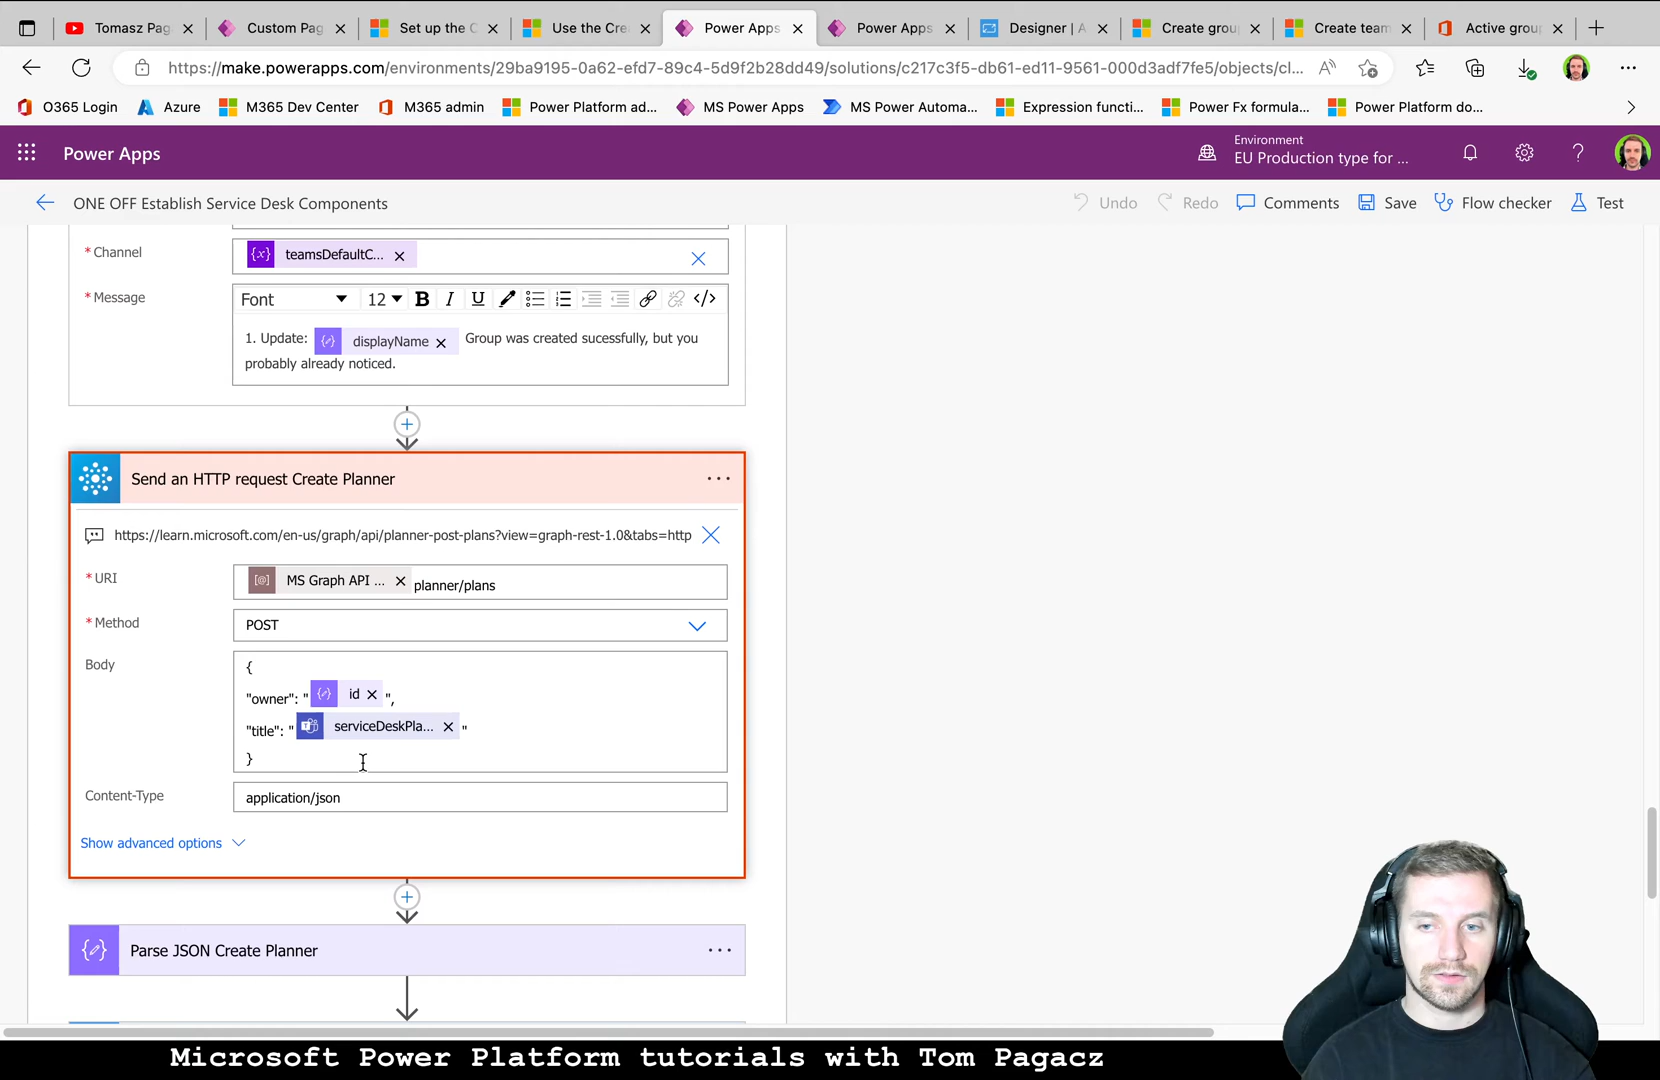 Tomasz Pag
Custom Pag
Set up the C
Use the Cre
Power Apps
Power Apps
Designer | A
Create grou
Create team
Active grou
https://make.powerapps.com/environments/29ba9195-0a62-efd7-89c4-5d9f2b28dd49/solutions/c217c3f5-db61-ed11-9561-000d3adf7fe5/objects/cl...
O365 Login
Azure
M365 Dev Center
M365 admin
Power Platform ad...
MS Power Apps
MS Power Automa...
Expression functi...
Power Fx formula...
Power Platform do...
Power Apps
Environment
EU Production type for ...
ONE OFF Establish Service Desk Components
Undo
Redo
Comments
Save
Flow checker
Test
* Channel
teamsDefaultC...
* Message
Font
12
B I U
1. Update: displayName Group was created sucessfully, but you
probably already noticed.
Send an HTTP request Create Planner
https://learn.microsoft.com/en-us/graph/api/planner-post-plans?view=graph-rest-1.0&tabs=http
* URI
MS Graph API ... planner/plans
* Method
POST
Body
{
"owner": " id ",
"title": " serviceDeskPla... "
}
Content-Type
application/json
Show advanced options
Parse JSON Create Planner
Microsoft Power Platform tutorials with Tom Pagacz